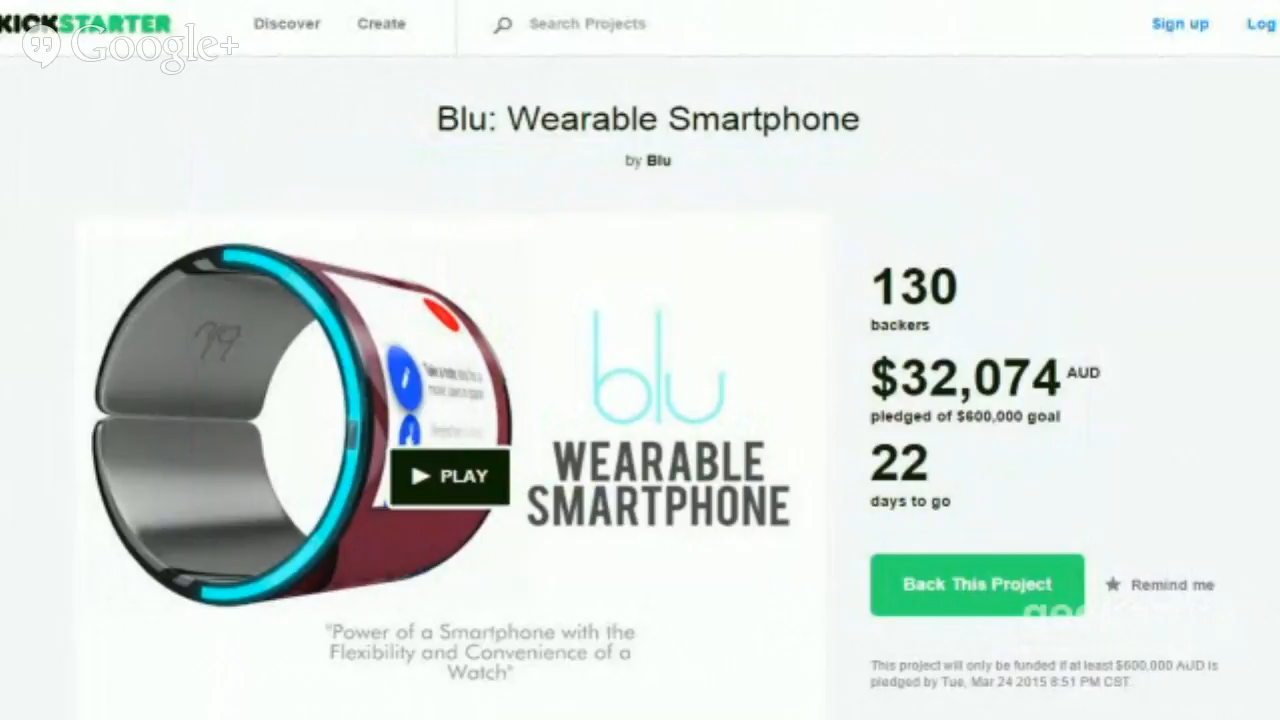 KICKSTARTER
Google+
Discover Create Search Projects Sign up Log
Blu: Wearable Smartphone
by Blu
130
backers
$32,074 AUD
pledged of $600,000 goal
22
days to go
blu
WEARABLE
SMARTPHONE
PLAY
Back This Project Remind me
"Power of a Smartphone with the
Flexibility and Convenience of a
Watch"
This project will only be funded if at least $600,000 AUD is
pledged by Tue, Mar 24 2015 8:51 PM CST.